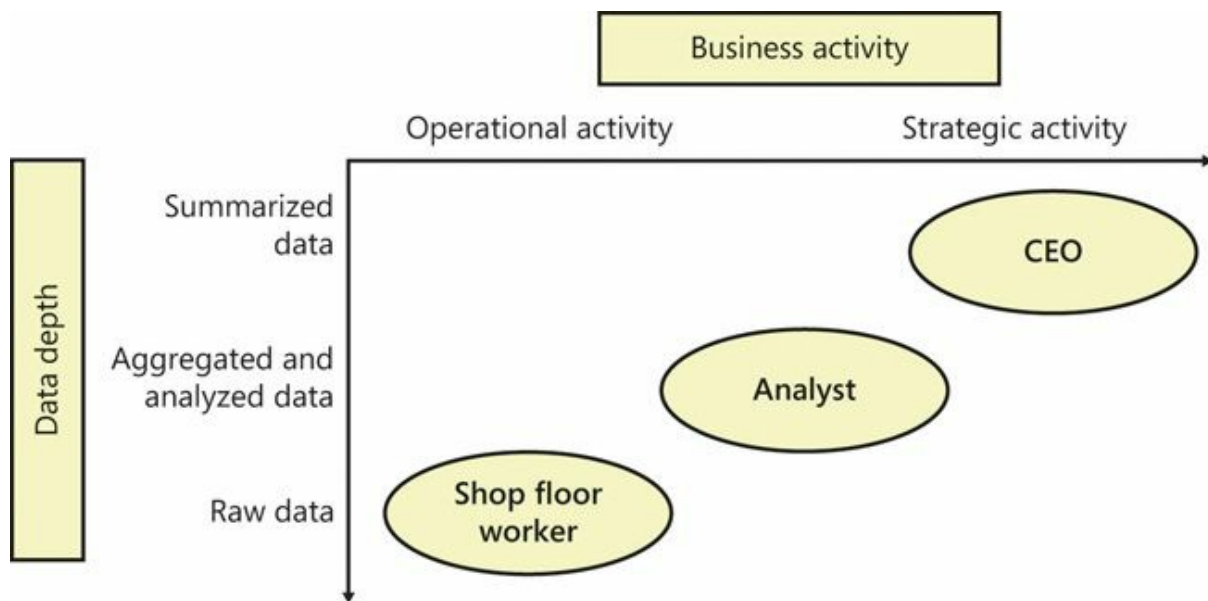 Business activity
Operational activity
Strategic activity
Data depth
Summarized
data
CEO
Aggregated and
analyzed data
Analyst
Raw data
Shop floor
worker